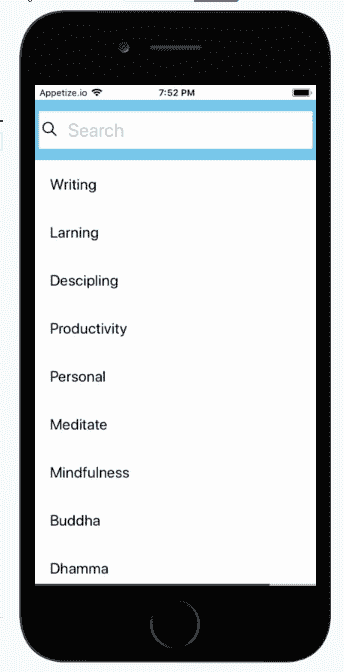 Appetize.io 7:52 PM
Search
Writing
Larning
Descipling
Productivity
Personal
Meditate
Mindfulness
Buddha
Dhamma